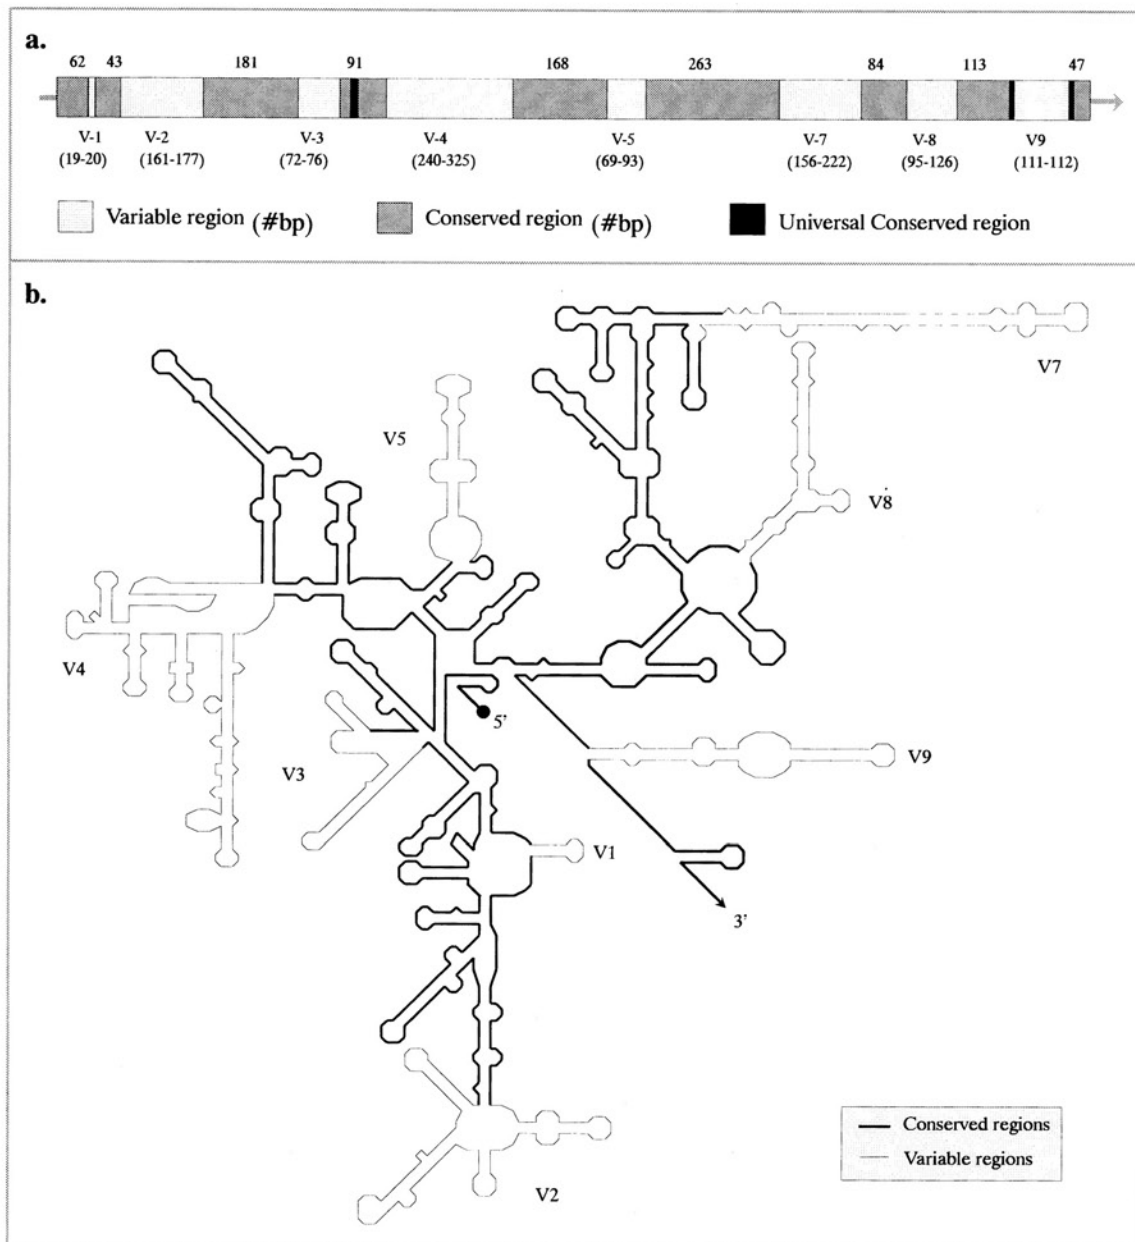 a.
62 43 181 91 168 263 84 113 47
V-1 V-2 V-3 V-4 V-5 V-7 V-8 V9
(19-20) (161-177) (72-76) (240-325) (69-93) (156-222) (95-126) (111-112)
Variable region (#bp) Conserved region (#bp) Universal Conserved region
b.
V7
V5
V8
V4
5'
V9
V3
V1
3'
V2
Conserved regions
Variable regions